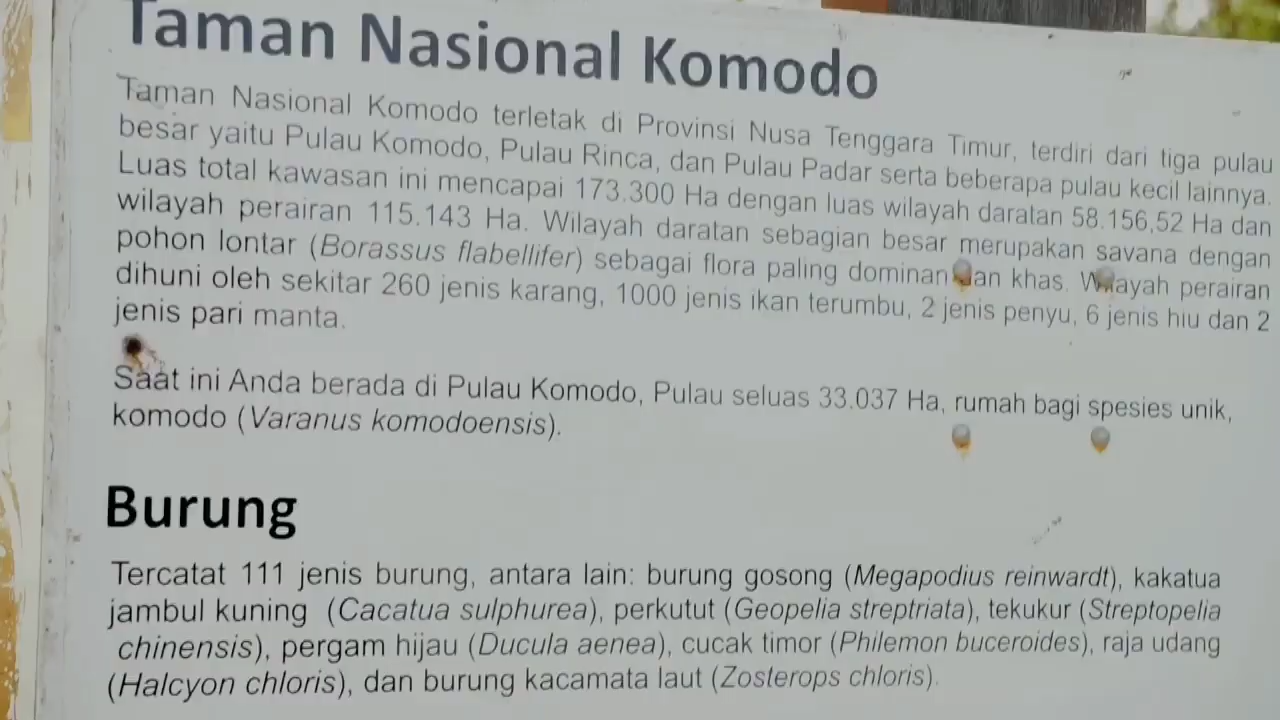 Taman Nasional Komodo
Taman Nasional Komodo terletak di Provinsi Nusa Tenggara Timur, terdiri dari tiga pulau
besar yaitu Pulau Komodo, Pulau Rinca, dan Pulau Padar serta beberapa pulau kecil lainnya.
Luas total kawasan ini mencapai 173.300 Ha dengan luas wilayah daratan 58.156,52 Ha dan
wilayah perairan 115.143 Ha. Wilayah daratan sebagian besar merupakan savana dengan
pohon lontar (Borassus flabellifer) sebagai flora paling dominan dan khas. Wilayah perairan
dihuni oleh sekitar 260 jenis karang, 1000 jenis ikan terumbu, 2 jenis penyu, 6 jenis hiu dan 2
jenis pari manta.
Saat ini Anda berada di Pulau Komodo, Pulau seluas 33.037 Ha, rumah bagi spesies unik,
komodo (Varanus komodoensis).
Burung
Tercatat 111 jenis burung, antara lain: burung gosong (Megapodius reinwardt), kakatua
jambul kuning (Cacatua sulphurea), perkutut (Geopelia streptriata), tekukur (Streptopelia
chinensis), pergam hijau (Ducula aenea), cucak timor (Philemon buceroides), raja udang
(Halcyon chloris), dan burung kacamata laut (Zosterops chloris).